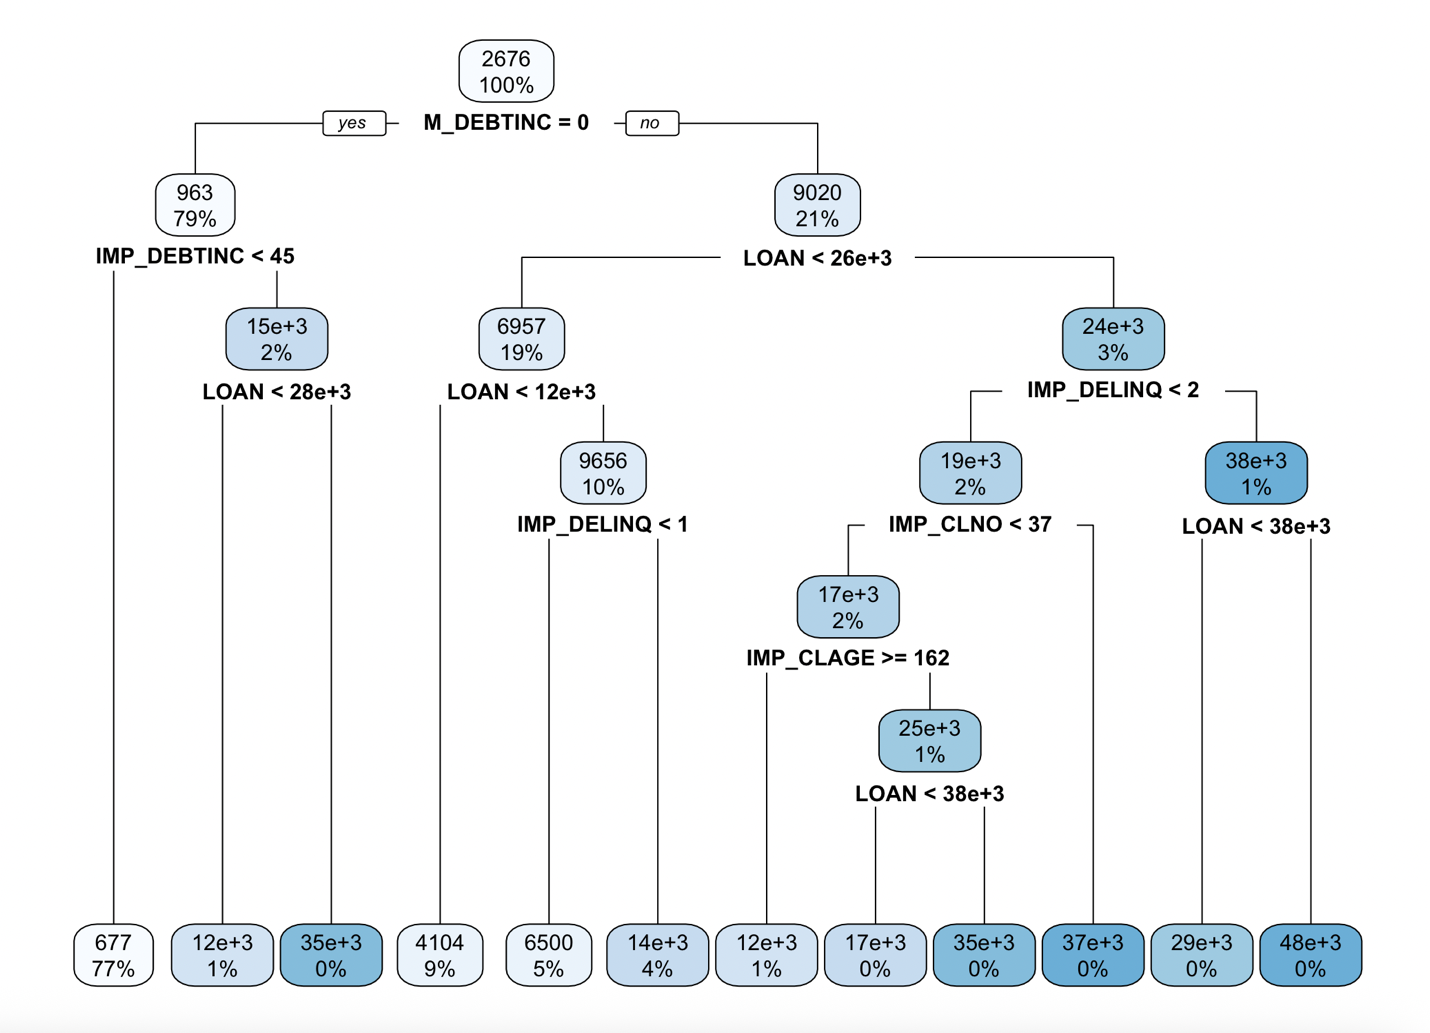 2676
100%
yes M_DEBTINC = 0 no
963
79%
9020
21%
IMP_DEBTINC < 45
LOAN < 26e+3
15e+3
2%
6957
19%
24e+3
3%
LOAN < 28e+3
LOAN < 12e+3
IMP_DELINQ < 2
9656
10%
19e+3
2%
38e+3
1%
IMP_DELINQ < 1
IMP_CLNO < 37
LOAN < 38e+3
17e+3
2%
IMP_CLAGE >= 162
25e+3
1%
LOAN < 38e+3
677
77%
12e+3
1%
35e+3
0%
4104
9%
6500
5%
14e+3
4%
12e+3
1%
17e+3
0%
35e+3
0%
37e+3
0%
29e+3
0%
48e+3
0%